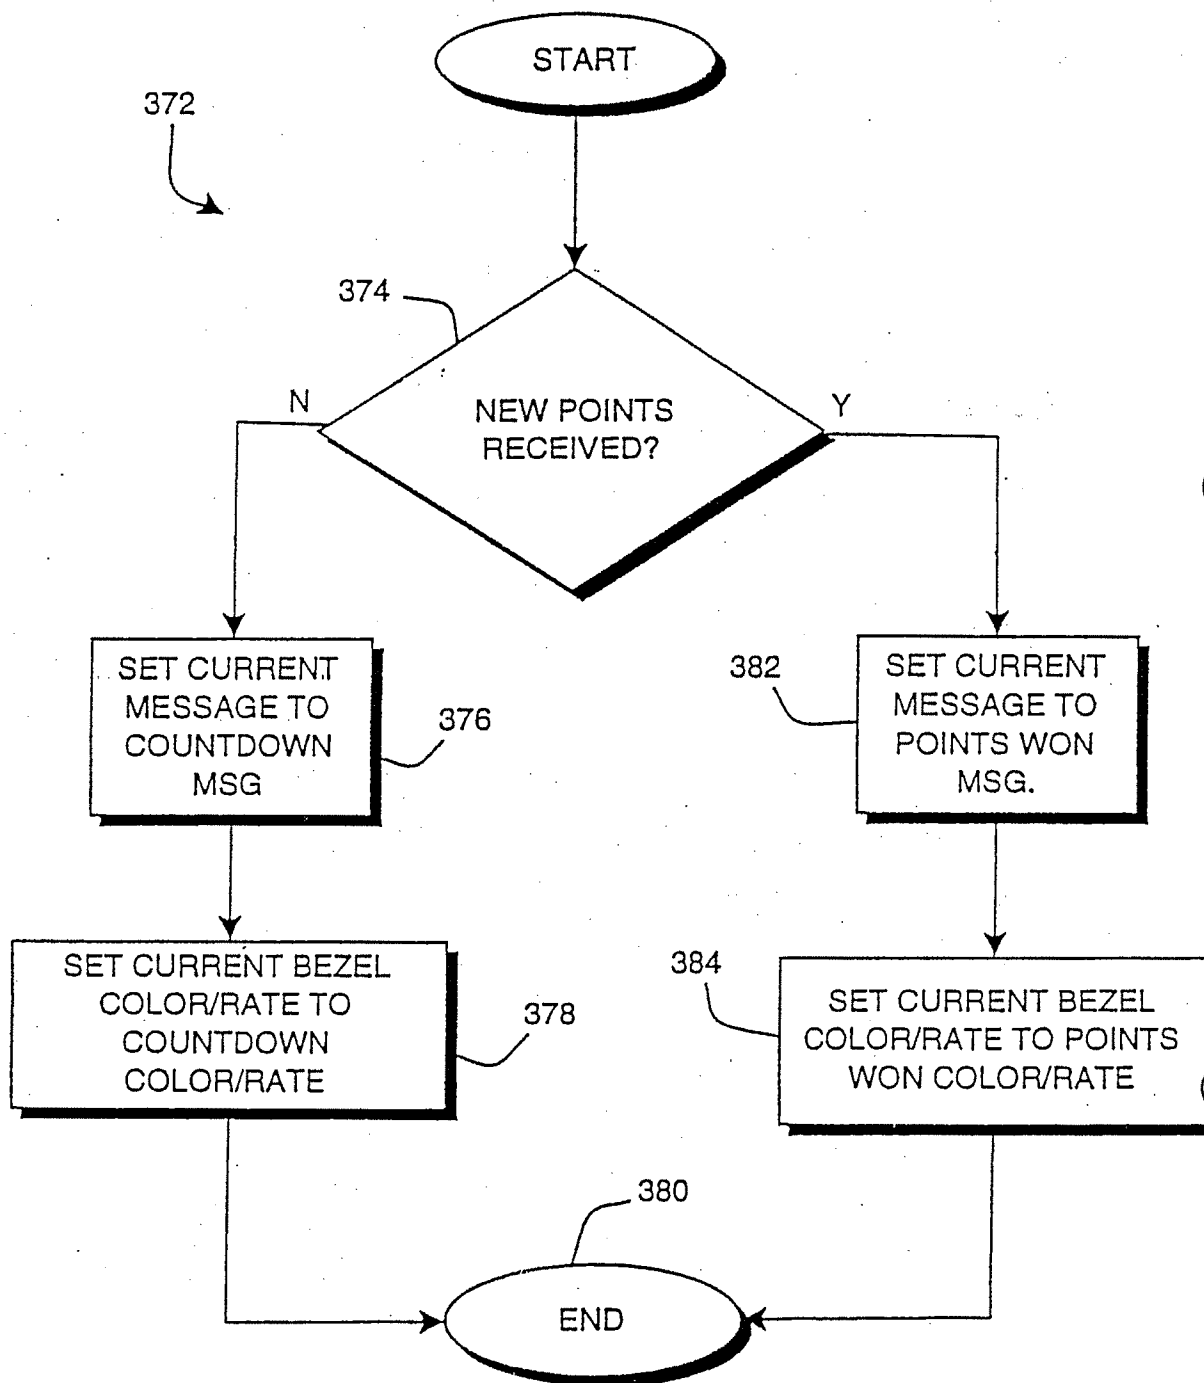 START
372
374
N
Y
NEW POINTS
RECEIVED?
SET CURRENT
MESSAGE TO
COUNTDOWN
MSG
376
382
SET CURRENT
MESSAGE TO
POINTS WON
MSG.
SET CURRENT BEZEL
COLOR/RATE TO
COUNTDOWN
COLOR/RATE
378
384
SET CURRENT BEZEL
COLOR/RATE TO POINTS
WON COLOR/RATE
380
END